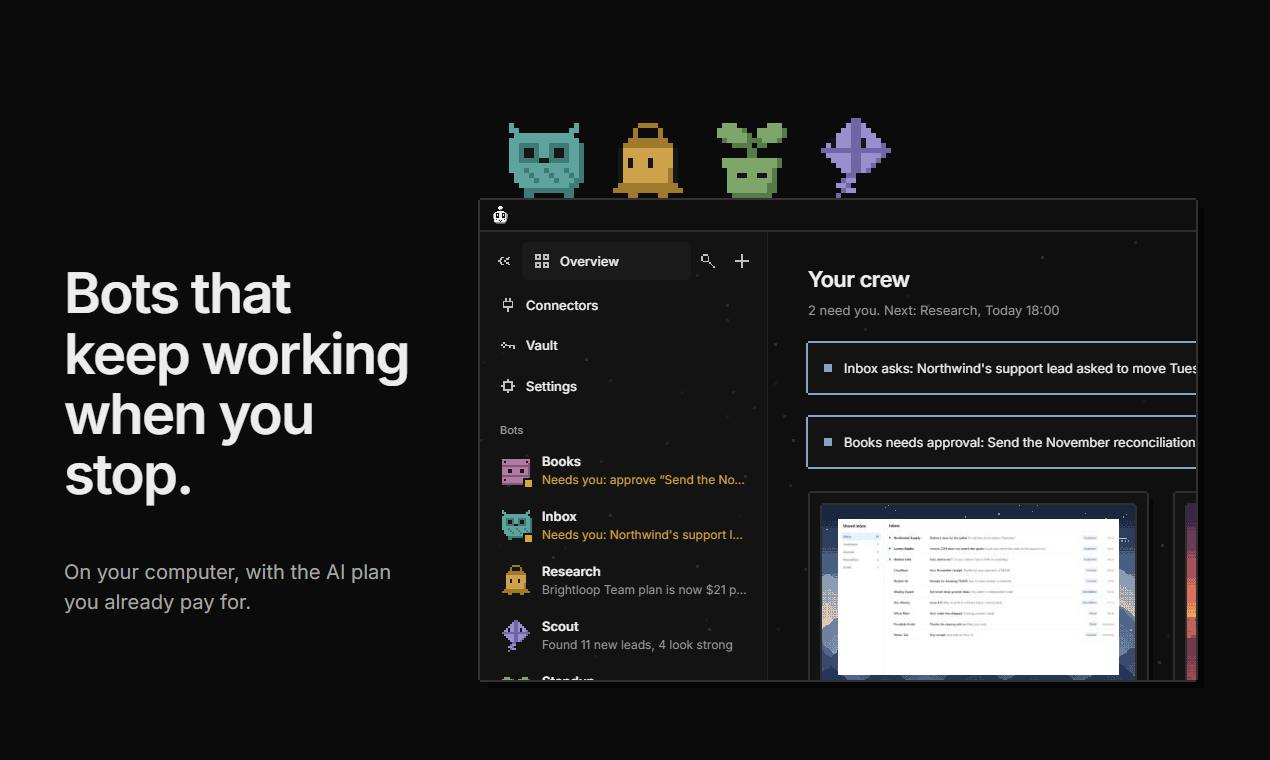 Bots that
keep working
when you
stop.
On your computer, with the AI plan
you already pay for.
Overview
Connectors
Vault
Settings
Bots
Books
Needs you: approve “Send the No...
Inbox
Needs you: Northwind's support l...
Research
Brightloop Team plan is now $21 p...
Scout
Found 11 new leads, 4 look strong
Your crew
2 need you. Next: Research, Today 18:00
Inbox asks: Northwind's support lead asked to move Tues
Books needs approval: Send the November reconciliation
Shared inbox
Inbox